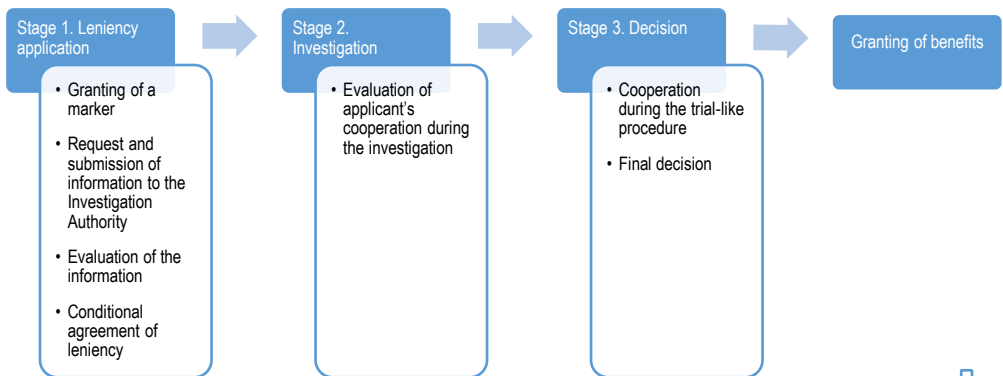 Stage 1. Leniency
application
• Granting of a
marker
• Request and
submission of
information to the
Investigation
Authority
• Evaluation of the
information
• Conditional
agreement of
leniency
Stage 2.
Investigation
• Evaluation of
applicant's
cooperation during
the investigation
Stage 3. Decision
• Cooperation
during the trial-like
procedure
• Final decision
Granting of benefits